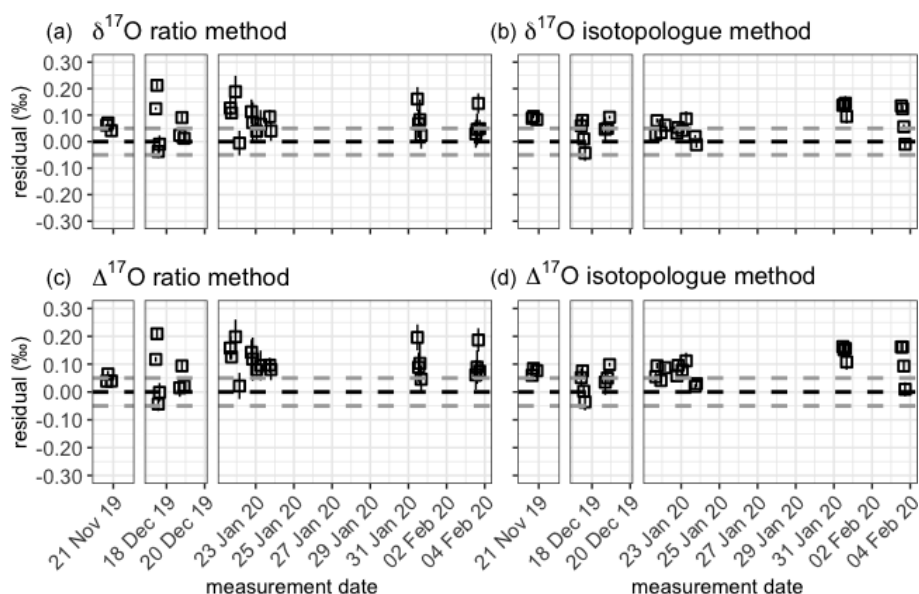 (a) δ¹⁷O ratio method
(b) δ¹⁷O isotopologue method
residual (‰)
0.30
0.20
0.10
0.00
-0.10
-0.20
-0.30
(c) Δ¹⁷O ratio method
(d) Δ¹⁷O isotopologue method
residual (‰)
0.30
0.20
0.10
0.00
-0.10
-0.20
-0.30
21 Nov 19
18 Dec 19
20 Dec 19
23 Jan 20
25 Jan 20
27 Jan 20
29 Jan 20
31 Jan 20
02 Feb 20
04 Feb 20
21 Nov 19
18 Dec 19
20 Dec 19
23 Jan 20
25 Jan 20
27 Jan 20
29 Jan 20
31 Jan 20
02 Feb 20
04 Feb 20
measurement date
measurement date